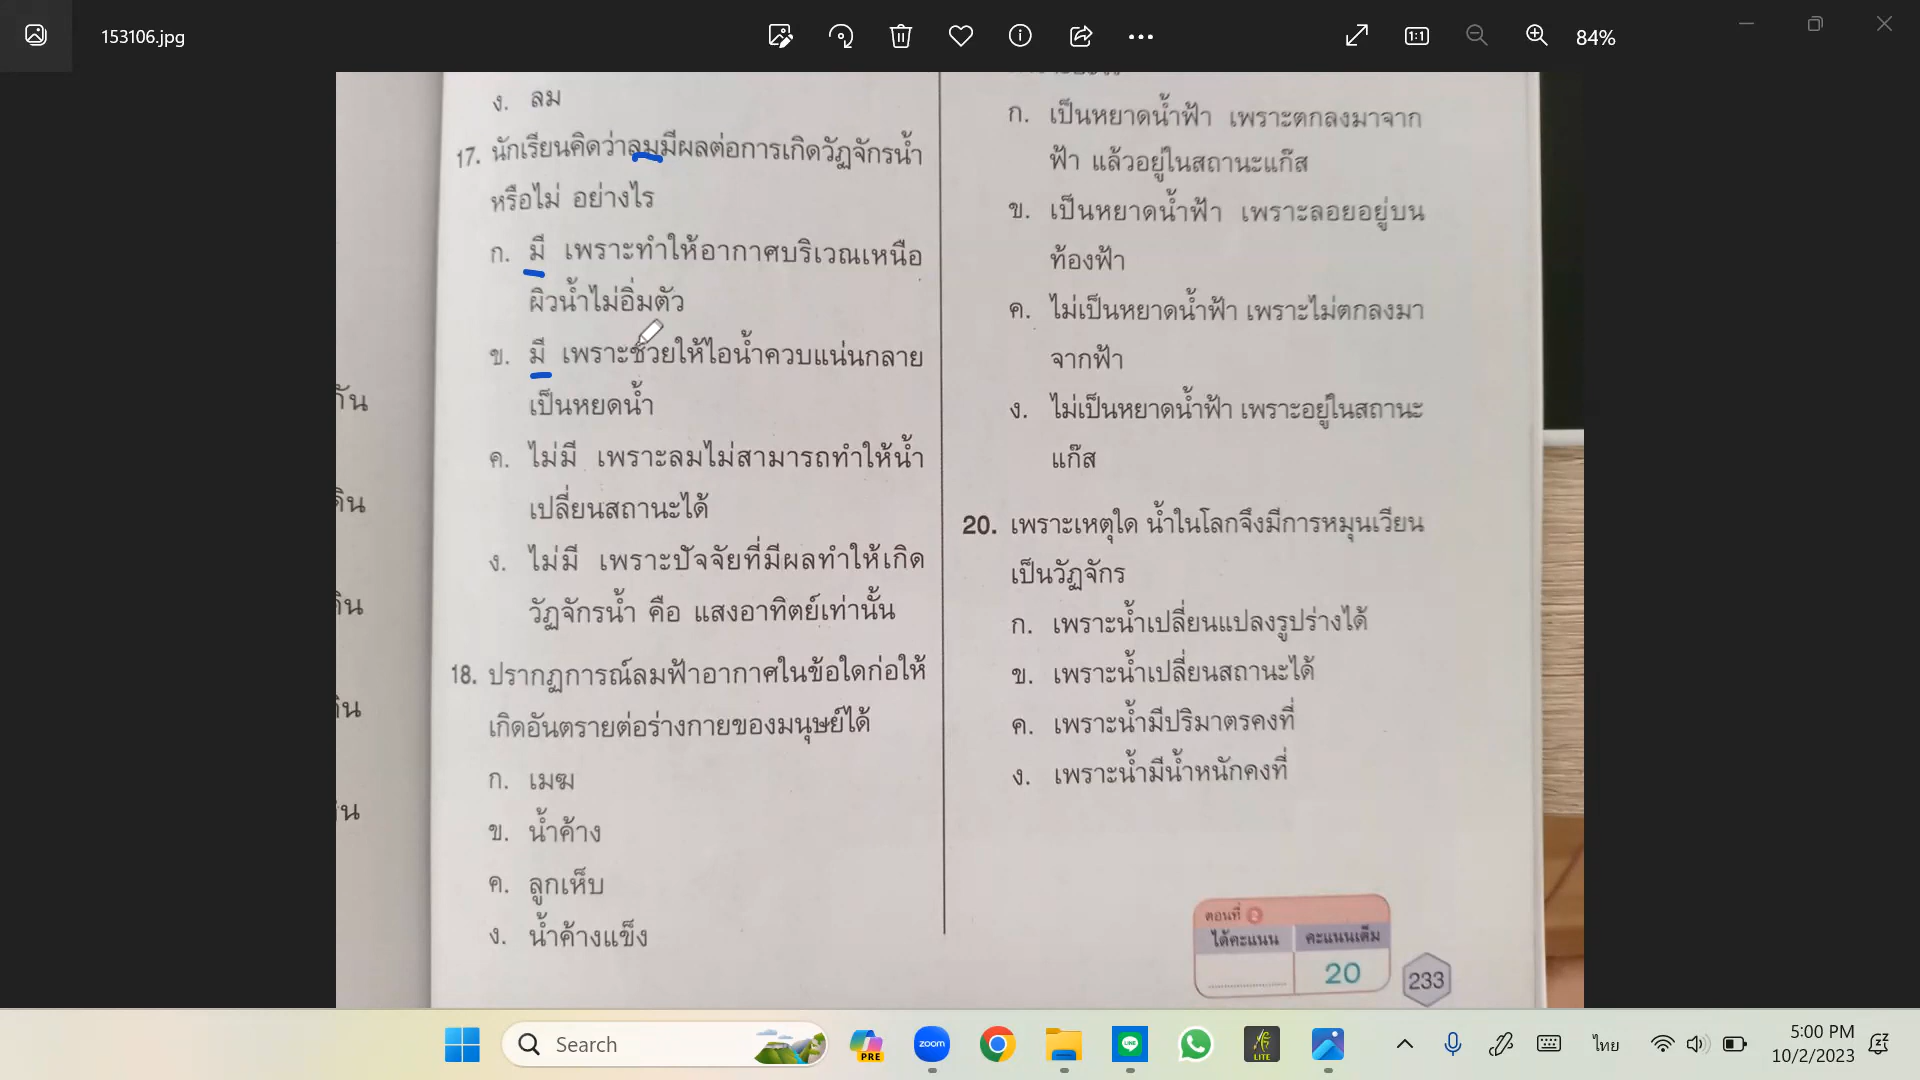 153106.jpg
84%
ง. ลม
17. นักเรียนคิดว่าลมมีผลต่อการเกิดวัฏจักรน้ำ
หรือไม่ อย่างไร
ก. มี เพราะทำให้อากาศบริเวณเหนือ
ผิวน้ำไม่อิ่มตัว
ข. มี เพราะช่วยให้ไอน้ำควบแน่นกลาย
เป็นหยดน้ำ
ค. ไม่มี เพราะลมไม่สามารถทำให้น้ำ
เปลี่ยนสถานะได้
ง. ไม่มี เพราะปัจจัยที่มีผลทำให้เกิด
วัฏจักรน้ำ คือ แสงอาทิตย์เท่านั้น
18. ปรากฏการณ์ลมฟ้าอากาศในข้อใดก่อให้
เกิดอันตรายต่อร่างกายของมนุษย์ได้
ก. เมฆ
ข. น้ำค้าง
ค. ลูกเห็บ
ง. น้ำค้างแข็ง
ก. เป็นหยาดน้ำฟ้า เพราะตกลงมาจาก
ฟ้า แล้วอยู่ในสถานะแก๊ส
ข. เป็นหยาดน้ำฟ้า เพราะลอยอยู่บน
ท้องฟ้า
ค. ไม่เป็นหยาดน้ำฟ้า เพราะไม่ตกลงมา
จากฟ้า
ง. ไม่เป็นหยาดน้ำฟ้า เพราะอยู่ในสถานะ
แก๊ส
20. เพราะเหตุใด น้ำในโลกจึงมีการหมุนเวียน
เป็นวัฏจักร
ก. เพราะน้ำเปลี่ยนแปลงรูปร่างได้
ข. เพราะน้ำเปลี่ยนสถานะได้
ค. เพราะน้ำมีปริมาตรคงที่
ง. เพราะน้ำมีน้ำหนักคงที่
ตอนที่ 2
ได้คะแนน คะแนนเต็ม
20
233
Search
PRE
zoom
LINE
LITE
ไทย
5:00 PM
10/2/2023